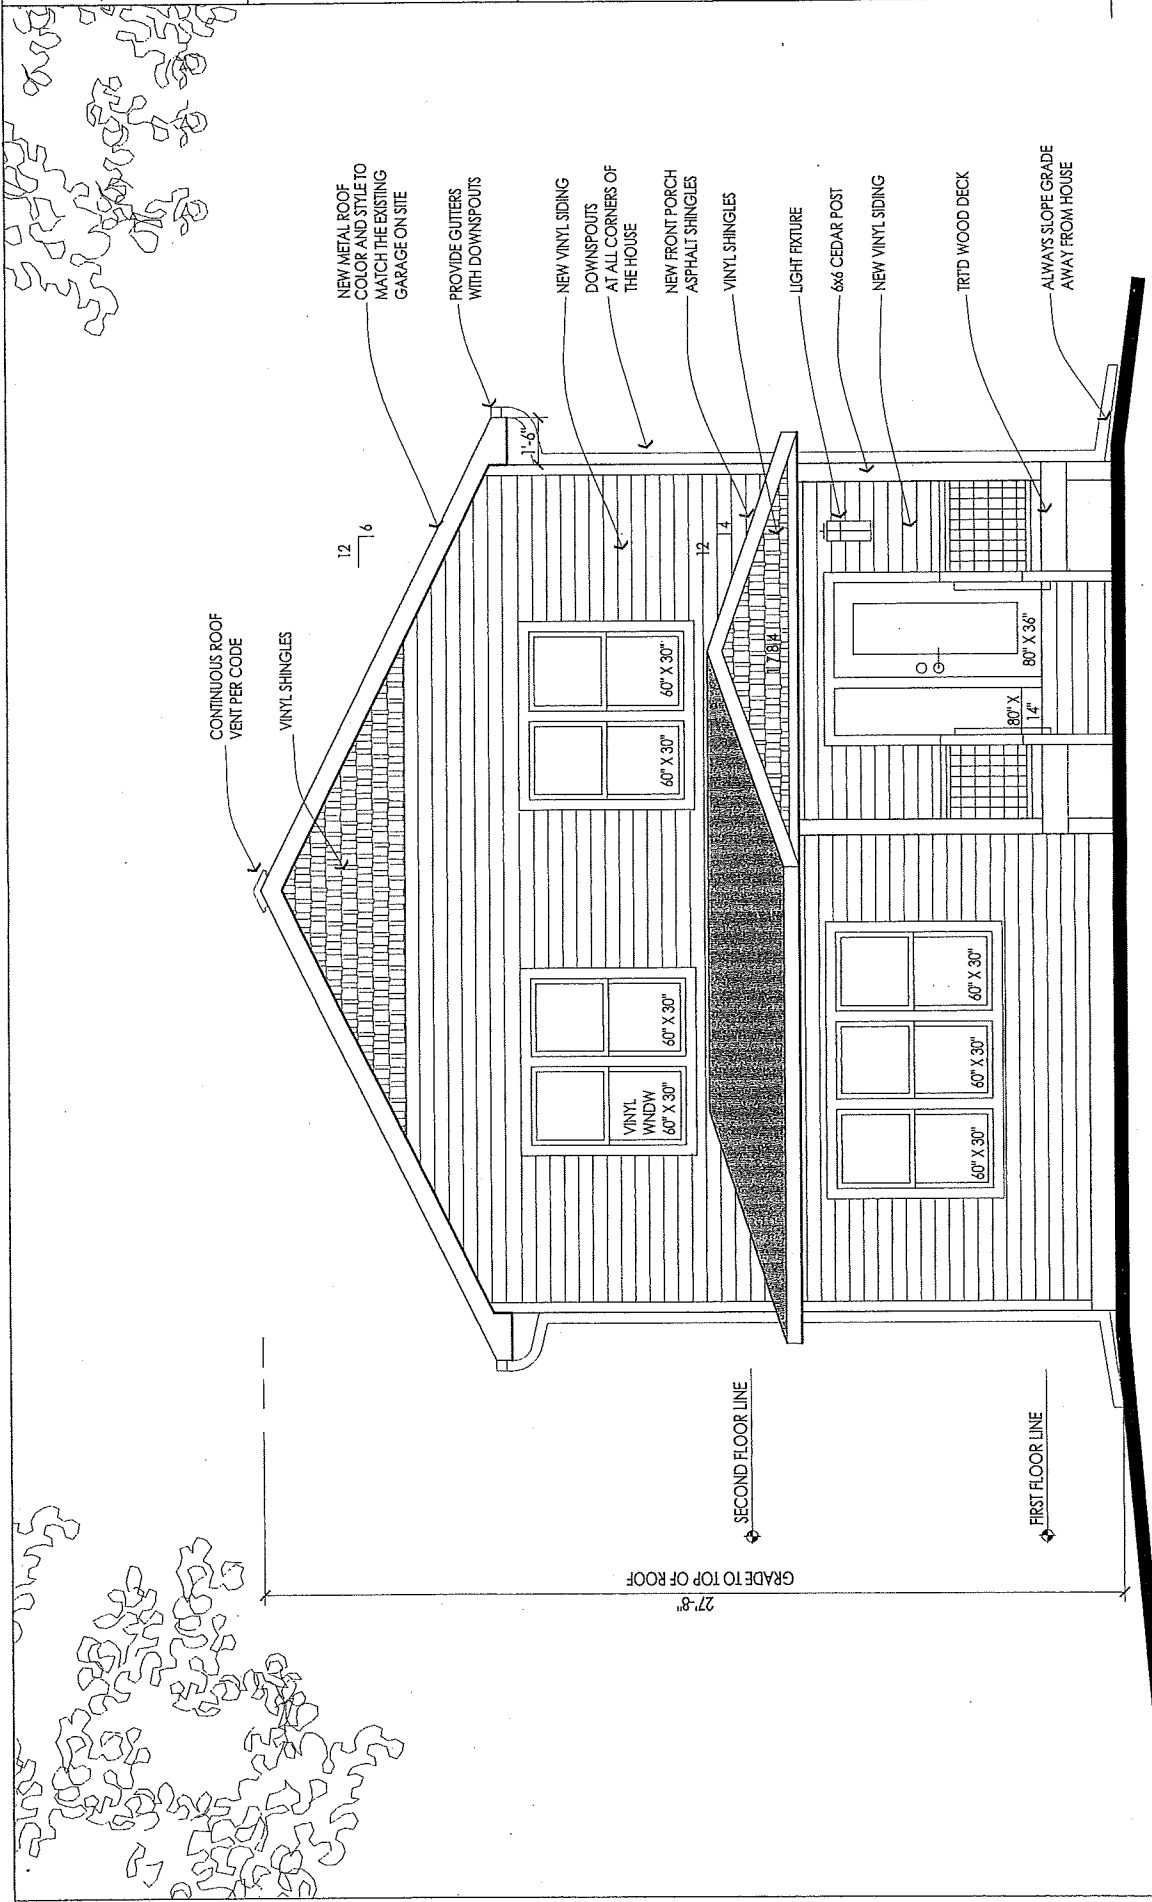 CONTINUOUS ROOF
VENT PER CODE
VINYL SHINGLES
12
6
NEW METAL ROOF
COLOR AND STYLE TO
MATCH THE EXISTING
GARAGE ON SITE
PROVIDE GUTTERS
WITH DOWNSPOUTS
1'-6"
NEW VINYL SIDING
DOWNSPOUTS
AT ALL CORNERS OF
THE HOUSE
NEW FRONT PORCH
ASPHALT SHINGLES
VINYL SHINGLES
LIGHT FIXTURE
6x6 CEDAR POST
NEW VINYL SIDING
TRT'D WOOD DECK
ALWAYS SLOPE GRADE
AWAY FROM HOUSE
VINYL
WNDW
60" X 30"
60" X 30"
60" X 30"
60" X 30"
12
4
1784
60" X 30"
60" X 30"
60" X 30"
80" X
14"
80" X 36"
SECOND FLOOR LINE
FIRST FLOOR LINE
27'-8"
GRADE TO TOP OF ROOF